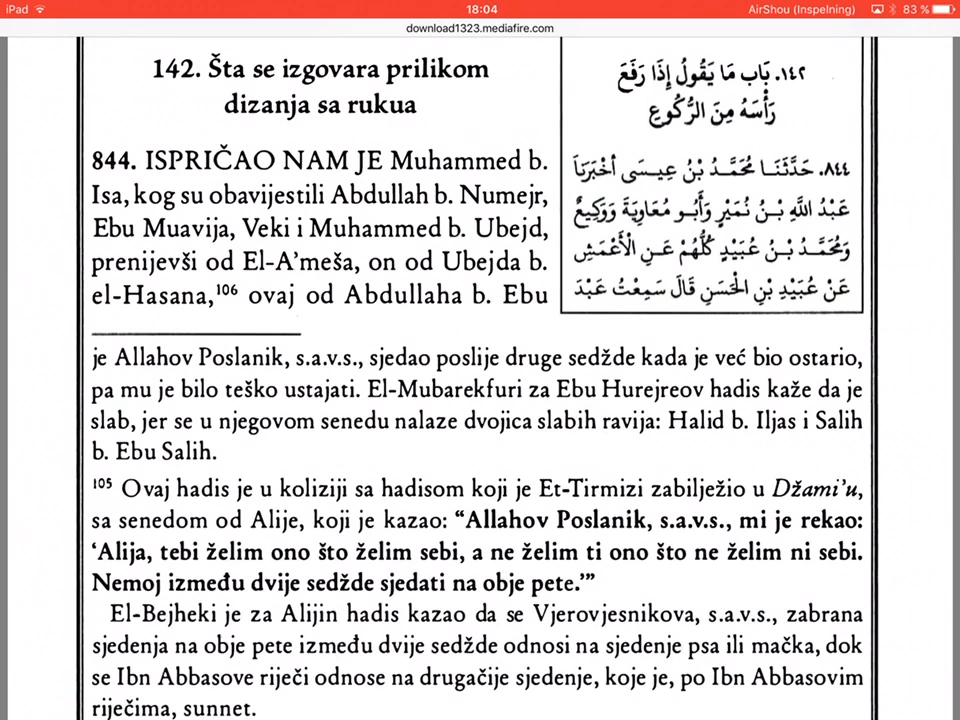 iPad
18:04
AirShou (Inspelning)
83 %
download1323.mediafire.com
142. Šta se izgovara prilikom
dizanja sa rukua
844. ISPRIČAO NAM JE Muhammed b.
Isa, kog su obavijestili Abdullah b. Numejr,
Ebu Muavija, Veki i Muhammed b. Ubejd,
prenijevši od El-A’meša, on od Ubejda b.
el-Hasana,¹⁰⁶ ovaj od Abdullaha b. Ebu
١٤٢. بَاب مَا يَقُولُ إِذَا رَفَعَ
رَأْسَهُ مِنَ الرُّكُوعِ
٨٤٤. حَدَّثَنَا مُحَمَّدُ بْنُ عِيسَى أَخْبَرَنَا
عَبْدُ اللَّهِ بْنُ نُمَيْرٍ وَأَبُو مُعَاوِيَةَ وَوَكِيعٌ
وَمُحَمَّدُ بْنُ عُبَيْدٍ كُلُّهُمْ عَنِ الْأَعْمَشِ
عَنْ عُبَيْدِ بْنِ الْحَسَنِ قَالَ سَمِعْتُ عَبْدَ
je Allahov Poslanik, s.a.v.s., sjedao poslije druge sedžde kada je već bio ostario,
pa mu je bilo teško ustajati. El-Mubarekfuri za Ebu Hurejreov hadis kaže da je
slab, jer se u njegovom senedu nalaze dvojica slabih ravija: Halid b. Iljas i Salih
b. Ebu Salih.
¹⁰⁵ Ovaj hadis je u koliziji sa hadisom koji je Et-Tirmizi zabilježio u Džami’u,
sa senedom od Alije, koji je kazao: “Allahov Poslanik, s.a.v.s., mi je rekao:
‘Alija, tebi želim ono što želim sebi, a ne želim ti ono što ne želim ni sebi.
Nemoj između dvije sedžde sjedati na obje pete.’”
El-Bejheki je za Alijin hadis kazao da se Vjerovjesnikova, s.a.v.s., zabrana
sjedenja na obje pete između dvije sedžde odnosi na sjedenje psa ili mačka, dok
se Ibn Abbasove riječi odnose na drugačije sjedenje, koje je, po Ibn Abbasovim
riječima, sunnet.